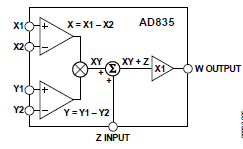 AD835
X1
X = X1 – X2
X2
XY
XY + Z
X1
W OUTPUT
Y1
Y = Y1 – Y2
Y2
Z INPUT